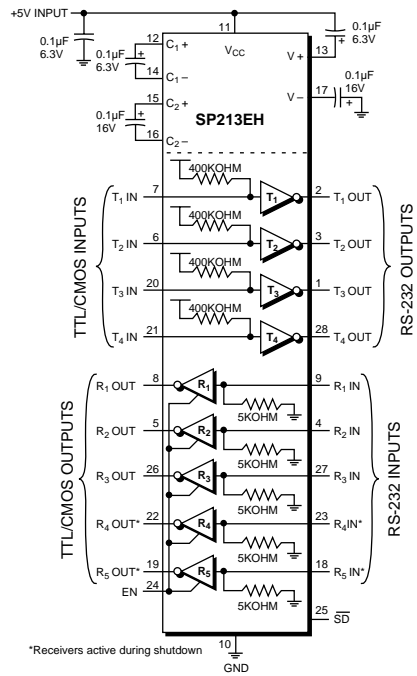 +5V INPUT
0.1µF
6.3V
0.1µF
6.3V
0.1µF
16V
12
C1 +
14
C1 –
15
C2 +
16
C2 –
11
VCC
V +
13
0.1µF
6.3V
V –
17
0.1µF
16V
SP213EH
TTL/CMOS INPUTS
T1 IN 7 400KOHM T1 2 T1 OUT
T2 IN 6 400KOHM T2 3 T2 OUT
T3 IN 20 400KOHM T3 1 T3 OUT
T4 IN 21 400KOHM T4 28 T4 OUT
RS-232 OUTPUTS
TTL/CMOS OUTPUTS
R1 OUT 8 R1 9 R1 IN
5KOHM
R2 OUT 5 R2 4 R2 IN
5KOHM
R3 OUT 26 R3 27 R3 IN
5KOHM
R4 OUT* 22 R4 23 R4IN*
5KOHM
R5 OUT* 19 R5 18 R5 IN*
5KOHM
RS-232 INPUTS
EN 24
25 SD
*Receivers active during shutdown
10
GND